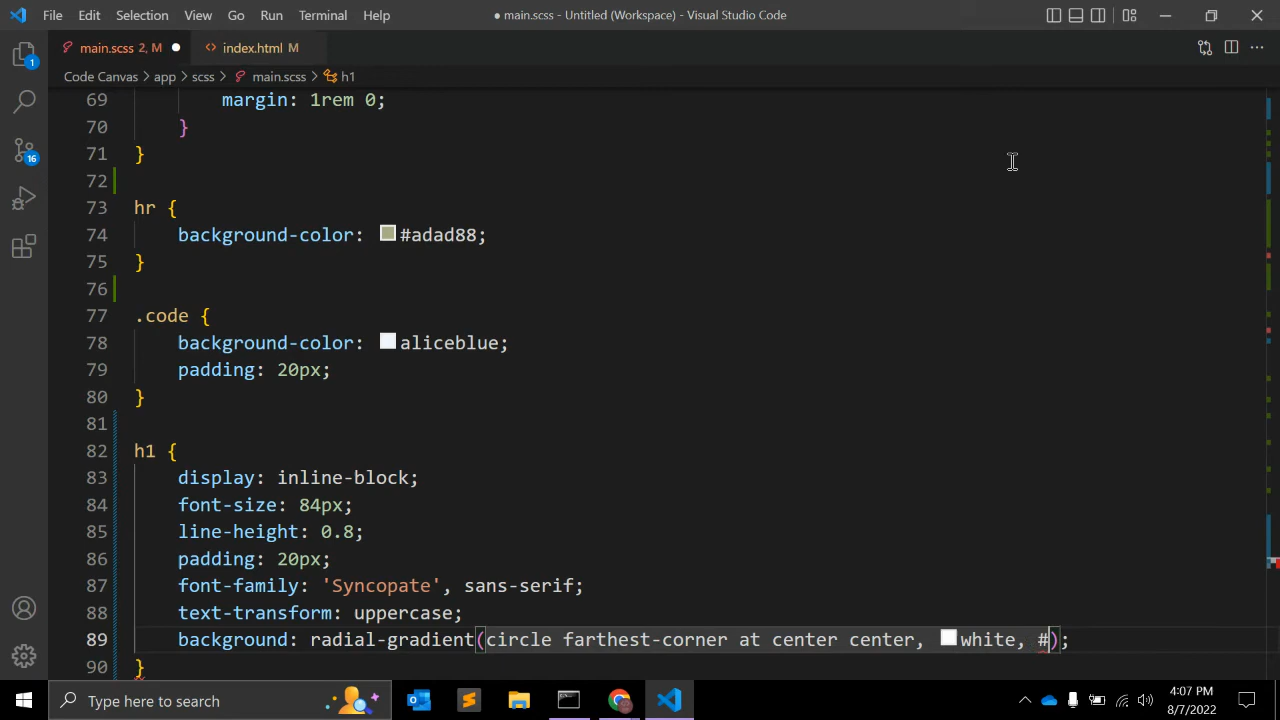 File Edit Selection View Go Run Terminal Help
● main.scss - Untitled (Workspace) - Visual Studio Code
main.scss 2, M ●
<> index.html M
Code Canvas > app > scss > main.scss > h1
69 margin: 1rem 0;
70 }
71 }
72
73 hr {
74 background-color: #adad88;
75 }
76
77 .code {
78 background-color: aliceblue;
79 padding: 20px;
80 }
81
82 h1 {
83 display: inline-block;
84 font-size: 84px;
85 line-height: 0.8;
86 padding: 20px;
87 font-family: 'Syncopate', sans-serif;
88 text-transform: uppercase;
89 background: radial-gradient(circle farthest-corner at center center, white, #);
90 }
1
16
Type here to search
4:07 PM
8/7/2022